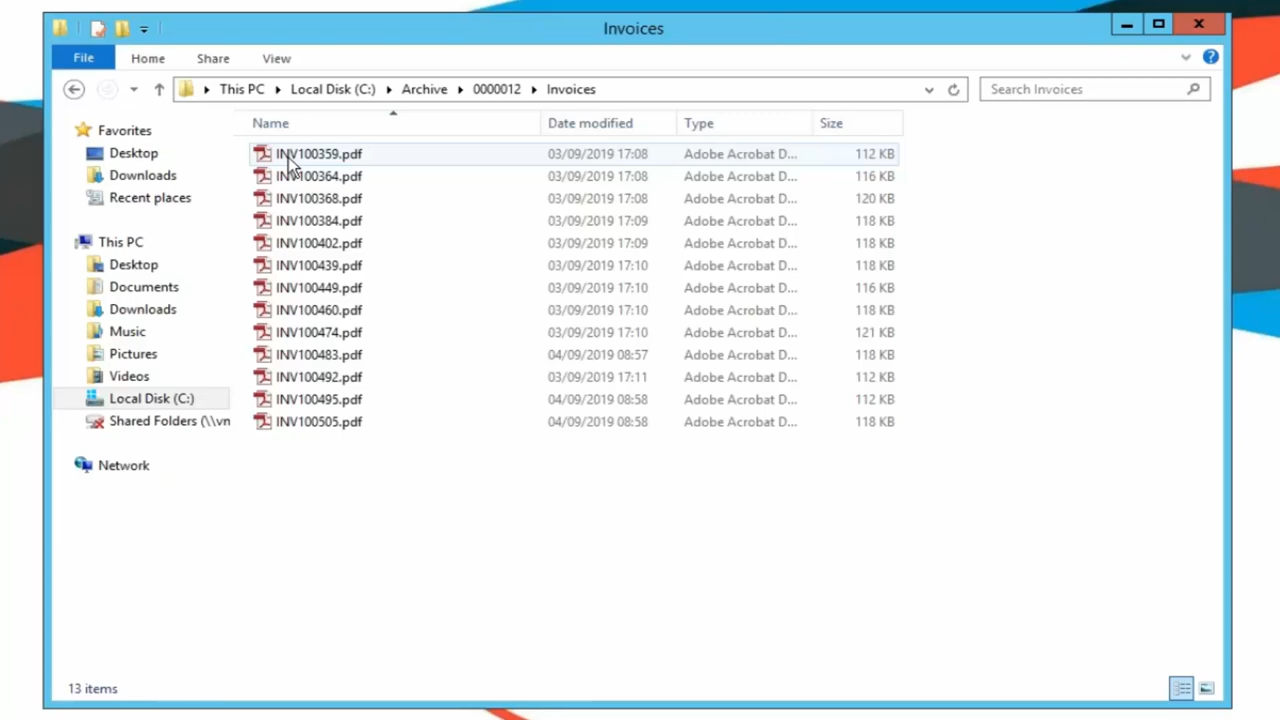 Invoices
File Home Share View
This PC Local Disk (C:) Archive 0000012 Invoices Search Invoices
Name Date modified Type Size
Favorites
Desktop
Downloads
Recent places
This PC
Desktop
Documents
Downloads
Music
Pictures
Videos
Local Disk (C:)
Shared Folders (\\vn
Network
INV100359.pdf 03/09/2019 17:08 Adobe Acrobat D... 112 KB
INV100364.pdf 03/09/2019 17:08 Adobe Acrobat D... 116 KB
INV100368.pdf 03/09/2019 17:08 Adobe Acrobat D... 120 KB
INV100384.pdf 03/09/2019 17:09 Adobe Acrobat D... 118 KB
INV100402.pdf 03/09/2019 17:09 Adobe Acrobat D... 118 KB
INV100439.pdf 03/09/2019 17:10 Adobe Acrobat D... 118 KB
INV100449.pdf 03/09/2019 17:10 Adobe Acrobat D... 116 KB
INV100460.pdf 03/09/2019 17:10 Adobe Acrobat D... 118 KB
INV100474.pdf 03/09/2019 17:10 Adobe Acrobat D... 121 KB
INV100483.pdf 04/09/2019 08:57 Adobe Acrobat D... 118 KB
INV100492.pdf 03/09/2019 17:11 Adobe Acrobat D... 112 KB
INV100495.pdf 04/09/2019 08:58 Adobe Acrobat D... 112 KB
INV100505.pdf 04/09/2019 08:58 Adobe Acrobat D... 118 KB
13 items